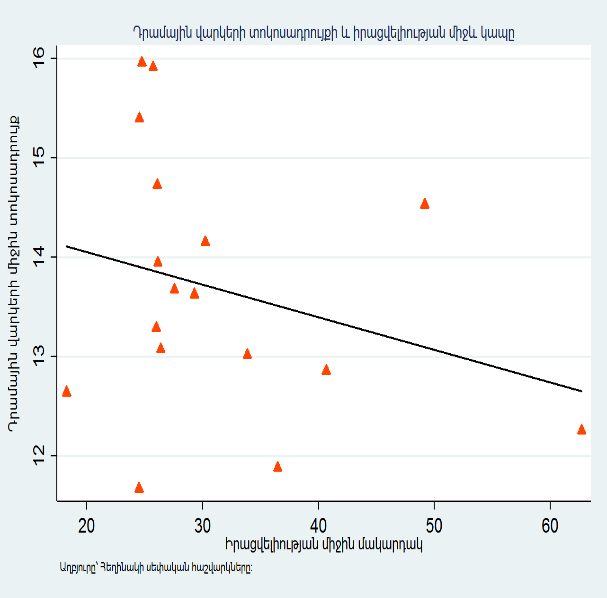 Դրամային վարկերի տոկոսադրույքի և իրացվելիության միջև կապը
Դրամային վարկերի միջին տոկոսադրույք
16
15
14
13
12
20 30 40 50 60
Իրացվելիության միջին մակարդակ
Աղբյուրը՝ Հեղինակի սեփական հաշվարկները։